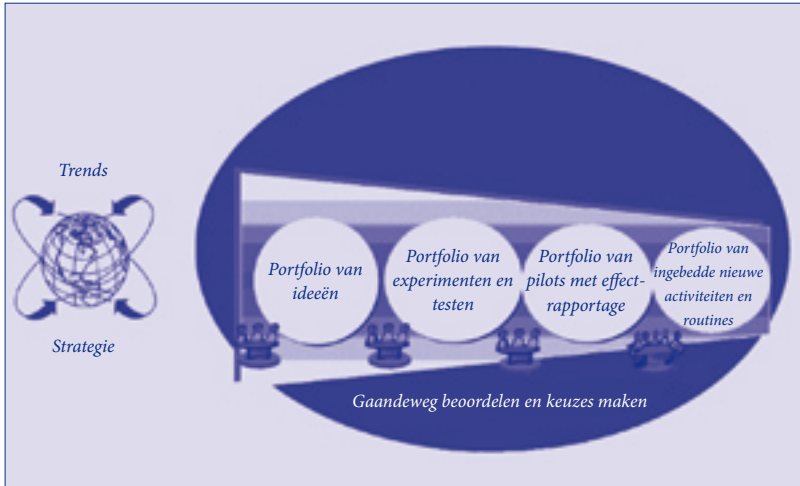 Trends
Strategie
Portfolio van
ideeën
Portfolio van
experimenten en
testen
Portfolio van
pilots met effect-
rapportage
Portfolio van
ingebedde nieuwe
activiteiten en
routines
Gaandeweg beoordelen en keuzes maken